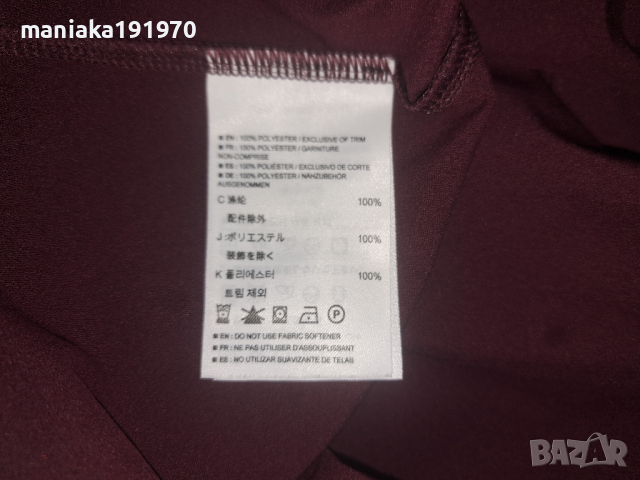 maniaka191970
EN : 100% POLYESTER / EXCLUSIVE OF TRIM
FR : 100% POLYESTER / GARNITURE
NON-COMPRISE
ES : 100% POLIÉSTER / EXCLUSIVO DE CORTE
DE : 100% POLYESTER / NÄHZUBEHÖR
AUSGENOMMEN
C 涤纶 100%
配件除外
J : ポリエステル 100%
装飾を除く
K 폴리에스터 100%
트림 제외
P
EN : DO NOT USE FABRIC SOFTENER
FR : NE PAS UTILISER D'ASSOUPLISSANT
ES : NO UTILIZAR SUAVIZANTE DE TELAS
BAZAR